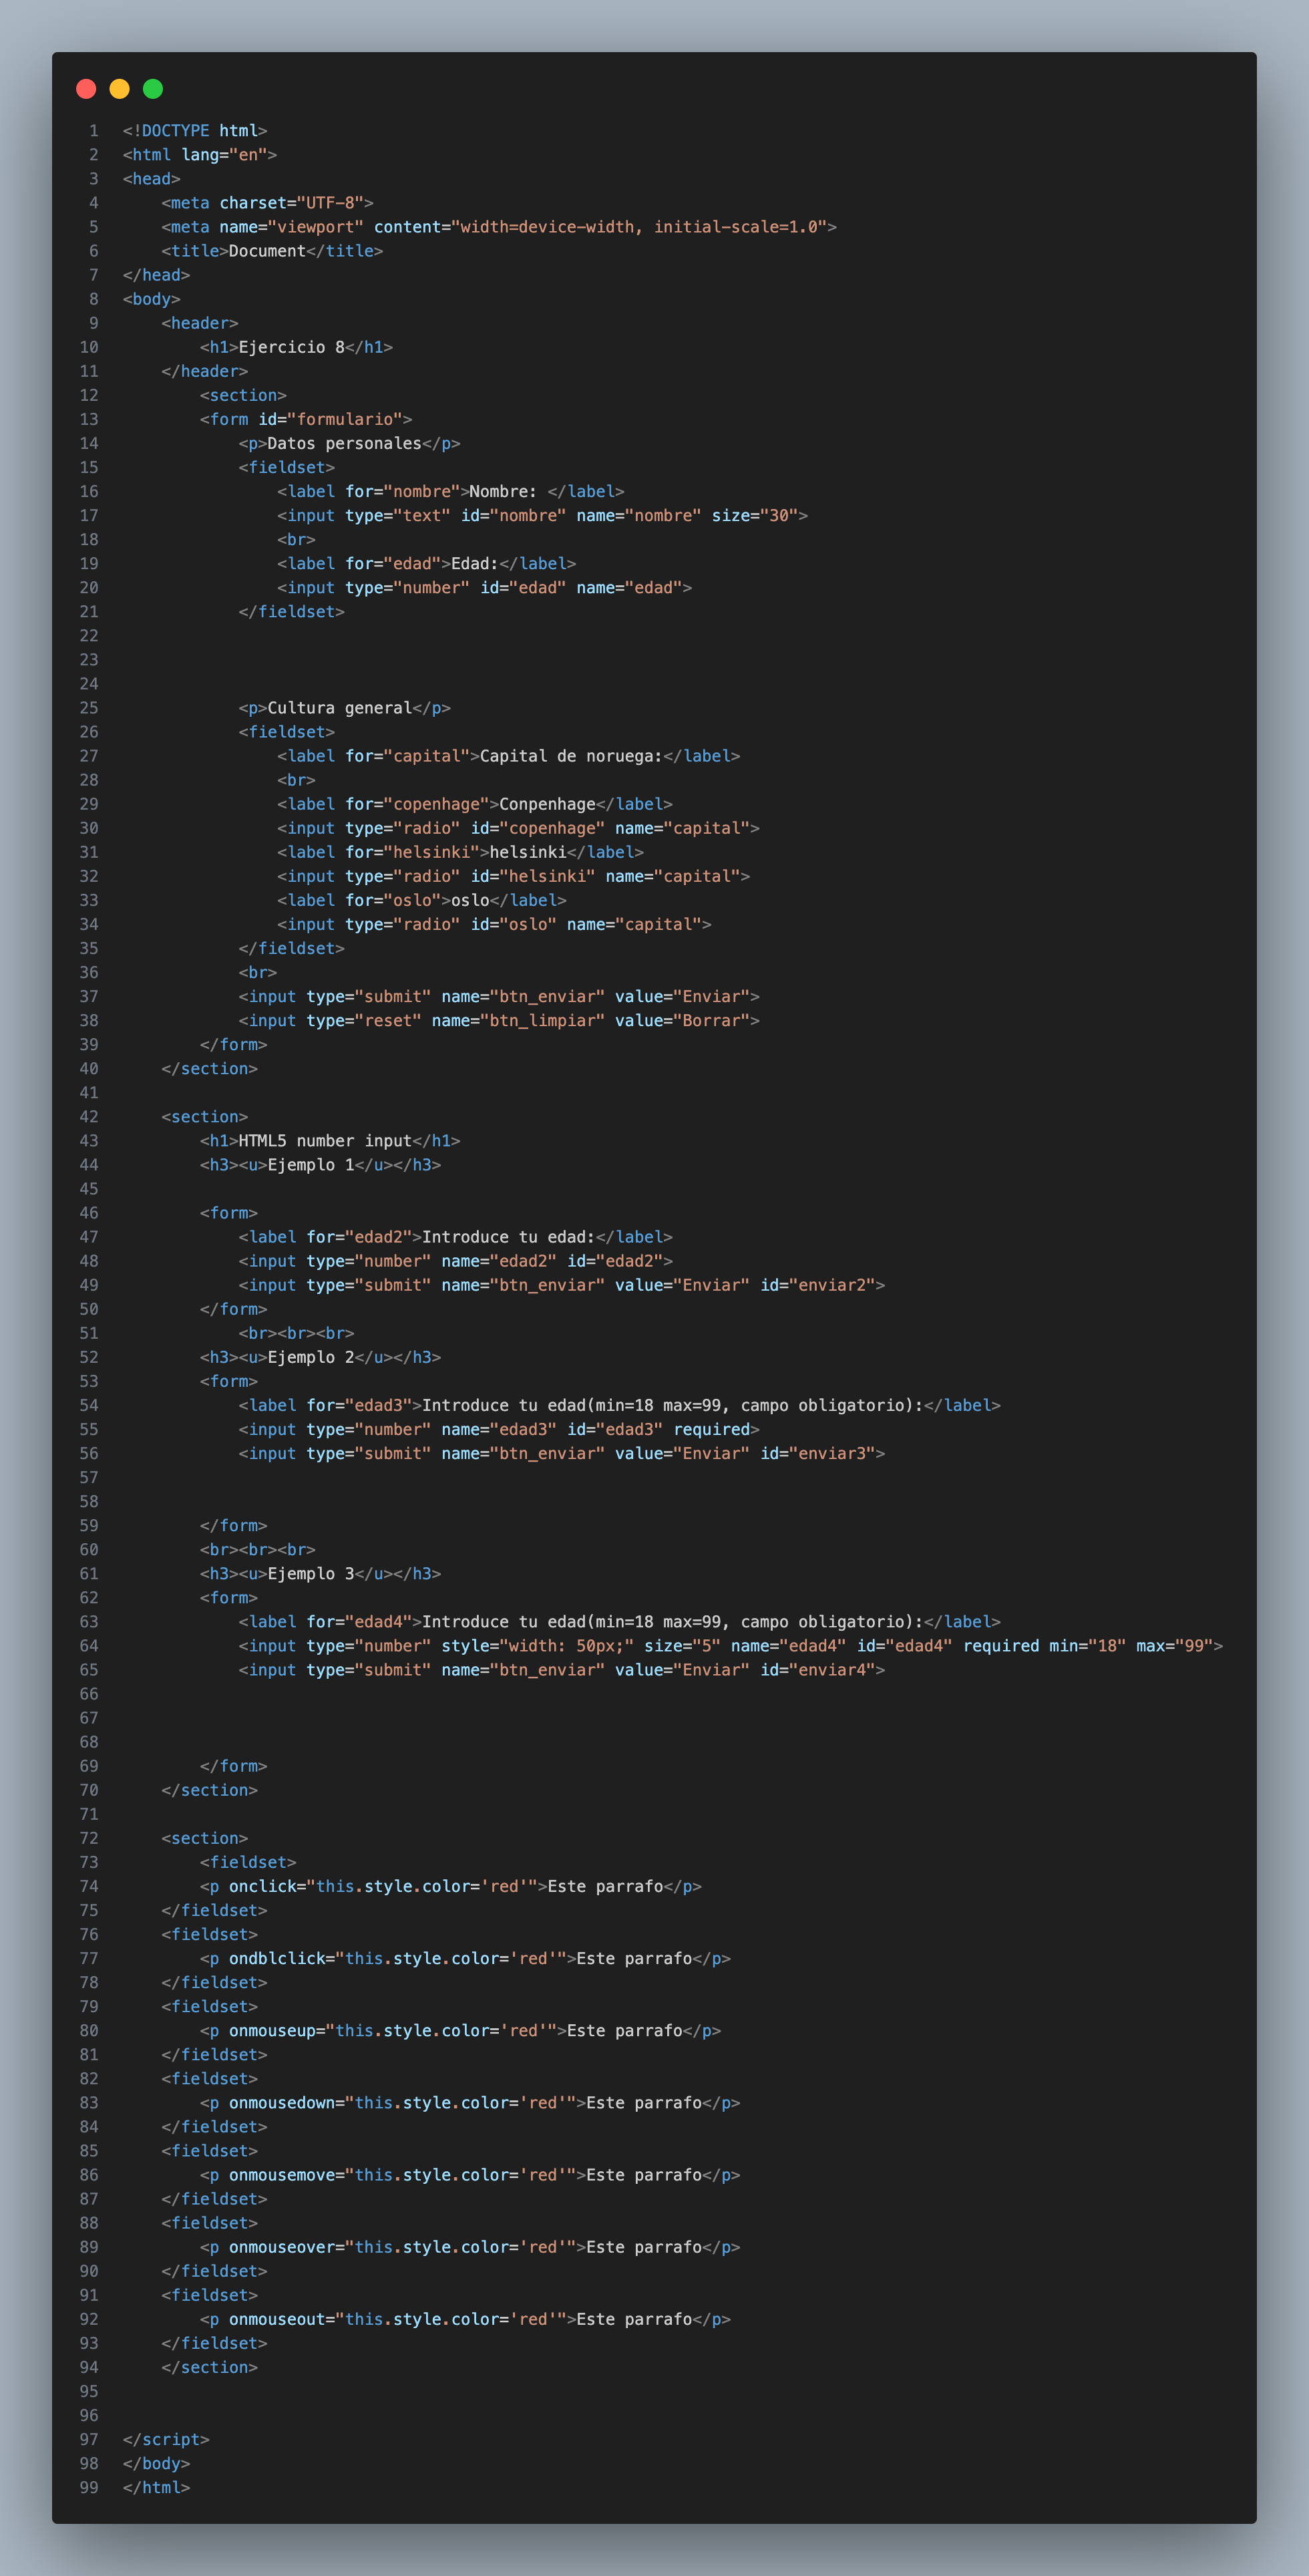 1 <!DOCTYPE html>
2 <html lang="en">
3 <head>
4     <meta charset="UTF-8">
5     <meta name="viewport" content="width=device-width, initial-scale=1.0">
6     <title>Document</title>
7 </head>
8 <body>
9     <header>
10         <h1>Ejercicio 8</h1>
11     </header>
12         <section>
13         <form id="formulario">
14             <p>Datos personales</p>
15             <fieldset>
16                 <label for="nombre">Nombre: </label>
17                 <input type="text" id="nombre" name="nombre" size="30">
18                 <br>
19                 <label for="edad">Edad:</label>
20                 <input type="number" id="edad" name="edad">
21             </fieldset>
22
23
24
25             <p>Cultura general</p>
26             <fieldset>
27                 <label for="capital">Capital de noruega:</label>
28                 <br>
29                 <label for="copenhage">Conpenhage</label>
30                 <input type="radio" id="copenhage" name="capital">
31                 <label for="helsinki">helsinki</label>
32                 <input type="radio" id="helsinki" name="capital">
33                 <label for="oslo">oslo</label>
34                 <input type="radio" id="oslo" name="capital">
35             </fieldset>
36             <br>
37             <input type="submit" name="btn_enviar" value="Enviar">
38             <input type="reset" name="btn_limpiar" value="Borrar">
39         </form>
40     </section>
41
42     <section>
43         <h1>HTML5 number input</h1>
44         <h3><u>Ejemplo 1</u></h3>
45
46         <form>
47             <label for="edad2">Introduce tu edad:</label>
48             <input type="number" name="edad2" id="edad2">
49             <input type="submit" name="btn_enviar" value="Enviar" id="enviar2">
50         </form>
51             <br><br><br>
52         <h3><u>Ejemplo 2</u></h3>
53         <form>
54             <label for="edad3">Introduce tu edad(min=18 max=99, campo obligatorio):</label>
55             <input type="number" name="edad3" id="edad3" required>
56             <input type="submit" name="btn_enviar" value="Enviar" id="enviar3">
57
58
59         </form>
60         <br><br><br>
61         <h3><u>Ejemplo 3</u></h3>
62         <form>
63             <label for="edad4">Introduce tu edad(min=18 max=99, campo obligatorio):</label>
64             <input type="number" style="width: 50px;" size="5" name="edad4" id="edad4" required min="18" max="99">
65             <input type="submit" name="btn_enviar" value="Enviar" id="enviar4">
66
67
68
69         </form>
70     </section>
71
72     <section>
73         <fieldset>
74         <p onclick="this.style.color='red'">Este parrafo</p>
75     </fieldset>
76     <fieldset>
77         <p ondblclick="this.style.color='red'">Este parrafo</p>
78     </fieldset>
79     <fieldset>
80         <p onmouseup="this.style.color='red'">Este parrafo</p>
81     </fieldset>
82     <fieldset>
83         <p onmousedown="this.style.color='red'">Este parrafo</p>
84     </fieldset>
85     <fieldset>
86         <p onmousemove="this.style.color='red'">Este parrafo</p>
87     </fieldset>
88     <fieldset>
89         <p onmouseover="this.style.color='red'">Este parrafo</p>
90     </fieldset>
91     <fieldset>
92         <p onmouseout="this.style.color='red'">Este parrafo</p>
93     </fieldset>
94     </section>
95
96
97 </script>
98 </body>
99 </html>